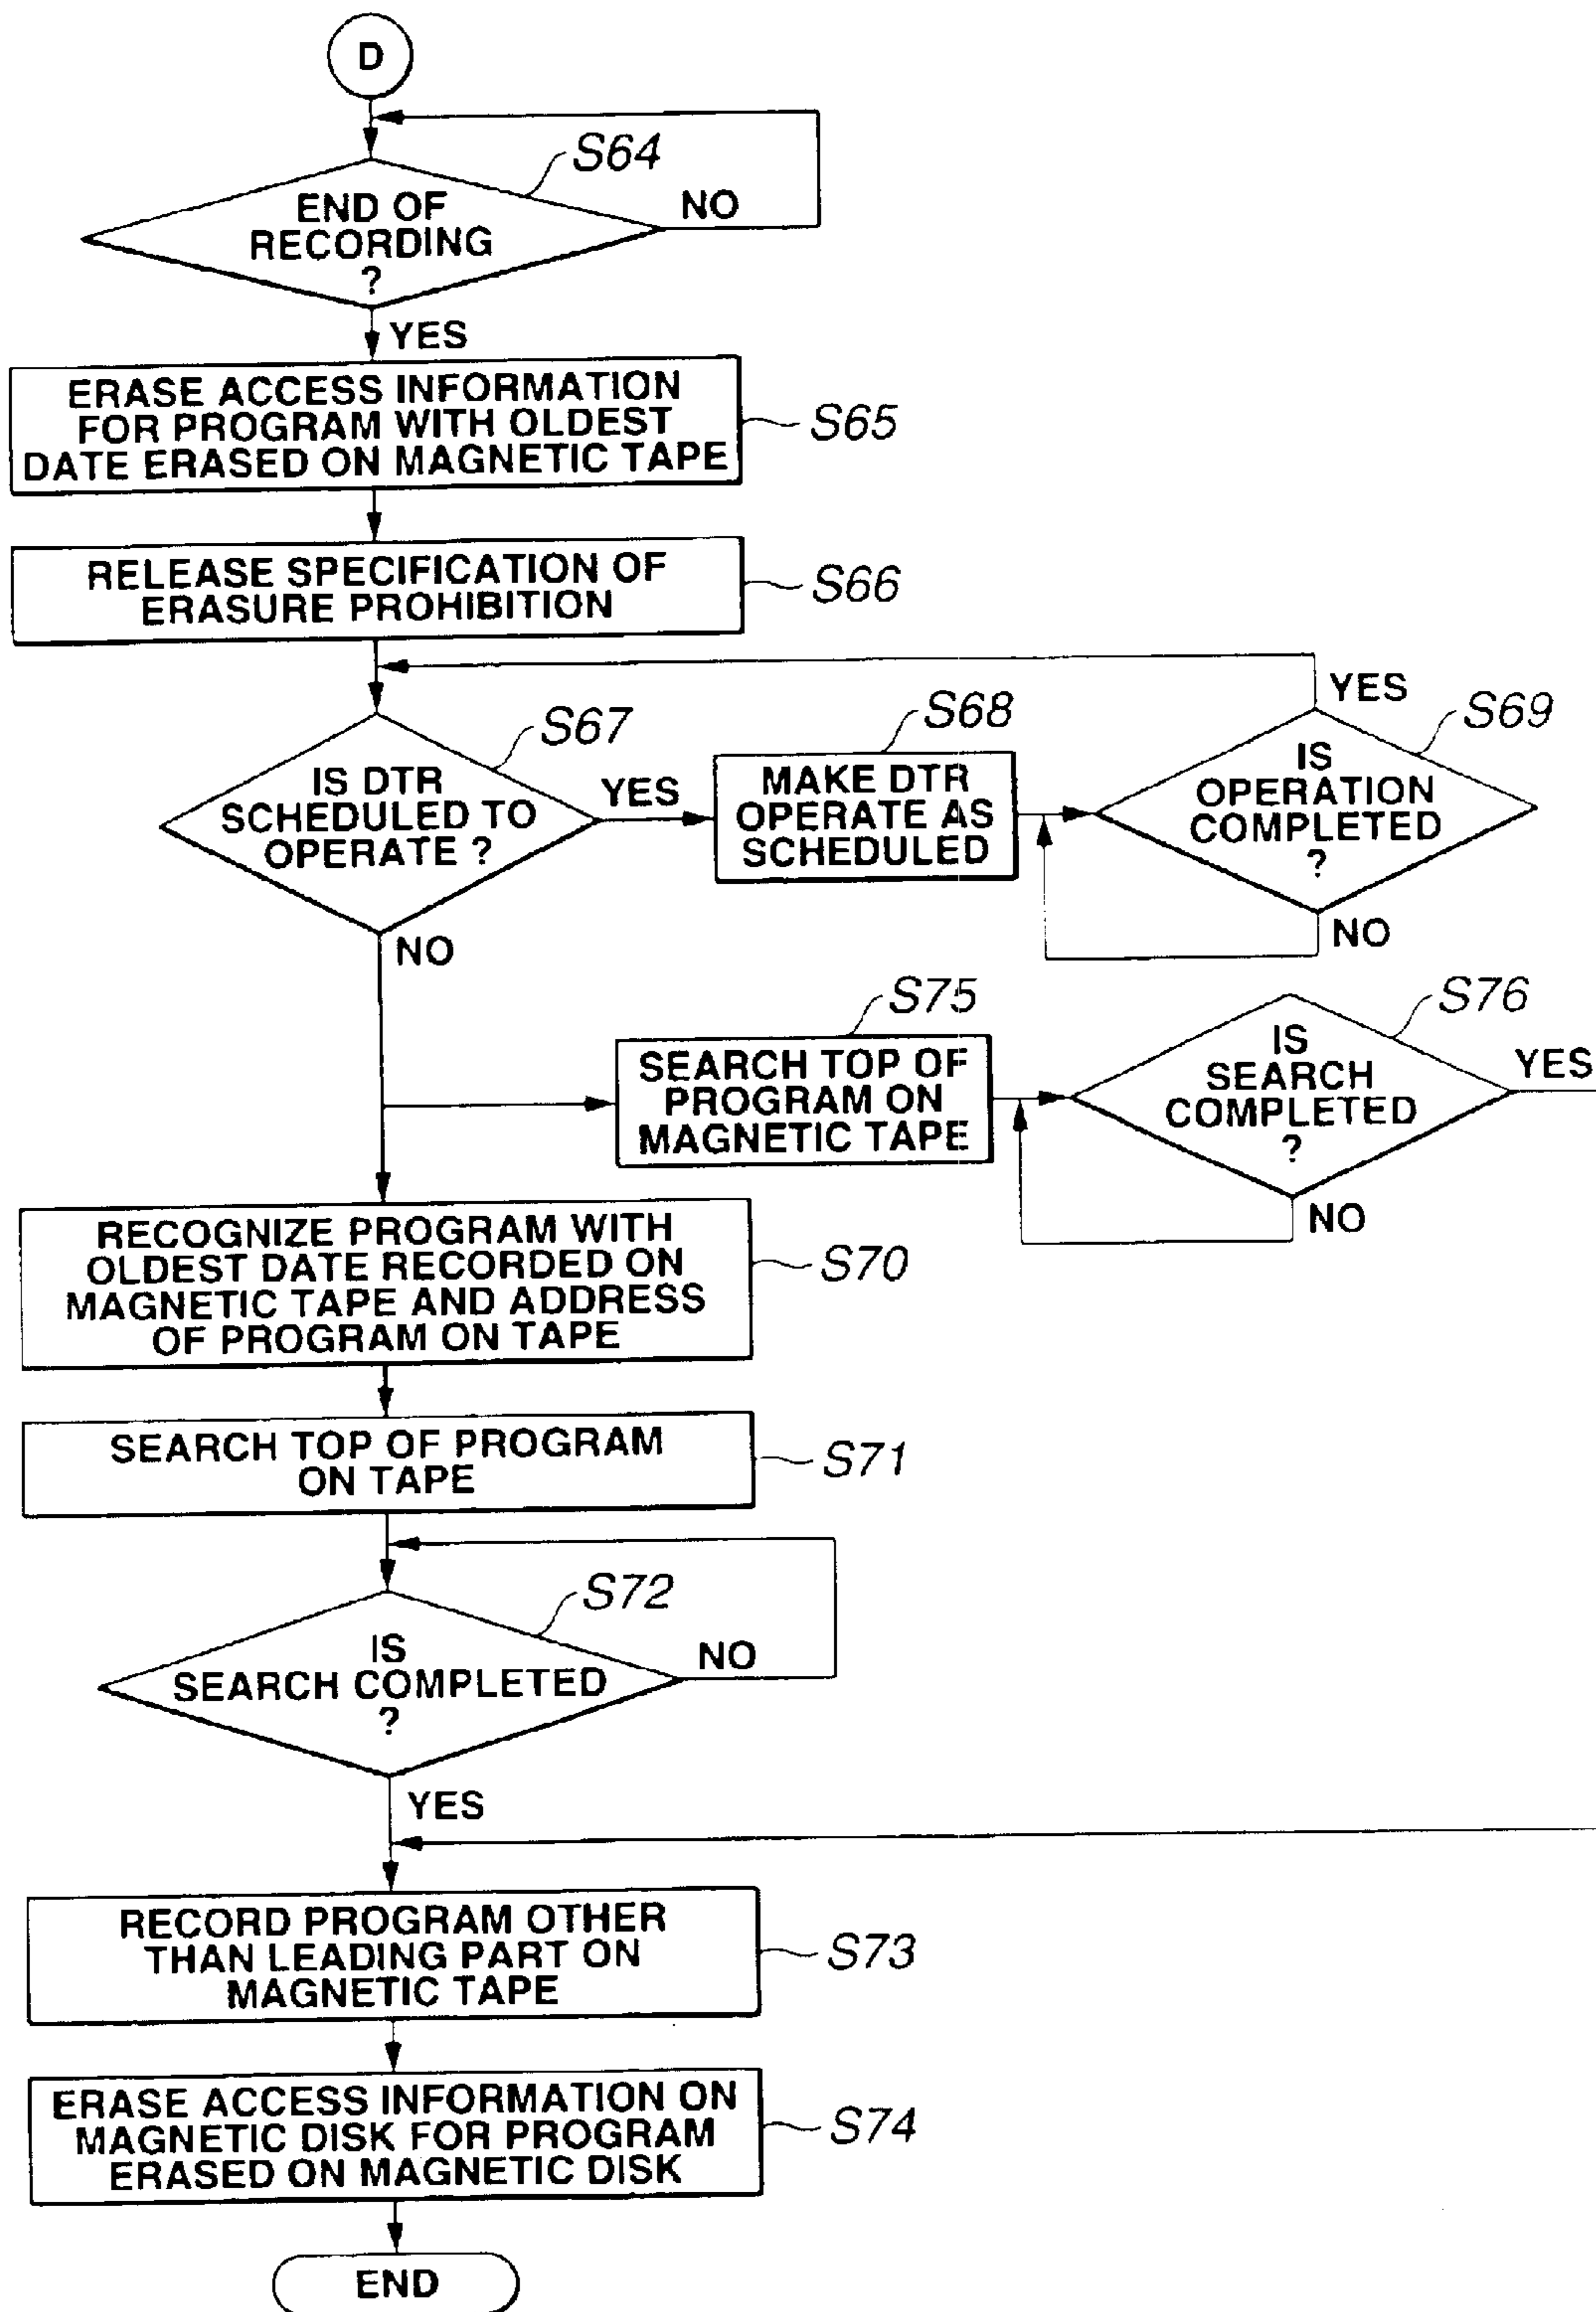 D
S64
END OF
RECORDING
?
NO
YES
ERASE ACCESS INFORMATION
FOR PROGRAM WITH OLDEST
DATE ERASED ON MAGNETIC TAPE
S65
RELEASE SPECIFICATION OF
ERASURE PROHIBITION
S66
S67
IS DTR
SCHEDULED TO
OPERATE ?
YES
NO
S68
MAKE DTR
OPERATE AS
SCHEDULED
YES
S69
IS
OPERATION
COMPLETED
?
NO
S75
SEARCH TOP OF
PROGRAM ON
MAGNETIC TAPE
S76
IS
SEARCH
COMPLETED
?
YES
NO
RECOGNIZE PROGRAM WITH
OLDEST DATE RECORDED ON
MAGNETIC TAPE AND ADDRESS
OF PROGRAM ON TAPE
S70
SEARCH TOP OF PROGRAM
ON TAPE
S71
S72
IS
SEARCH COMPLETED
?
NO
YES
RECORD PROGRAM OTHER
THAN LEADING PART ON
MAGNETIC TAPE
S73
ERASE ACCESS INFORMATION ON
MAGNETIC DISK FOR PROGRAM
ERASED ON MAGNETIC DISK
S74
END